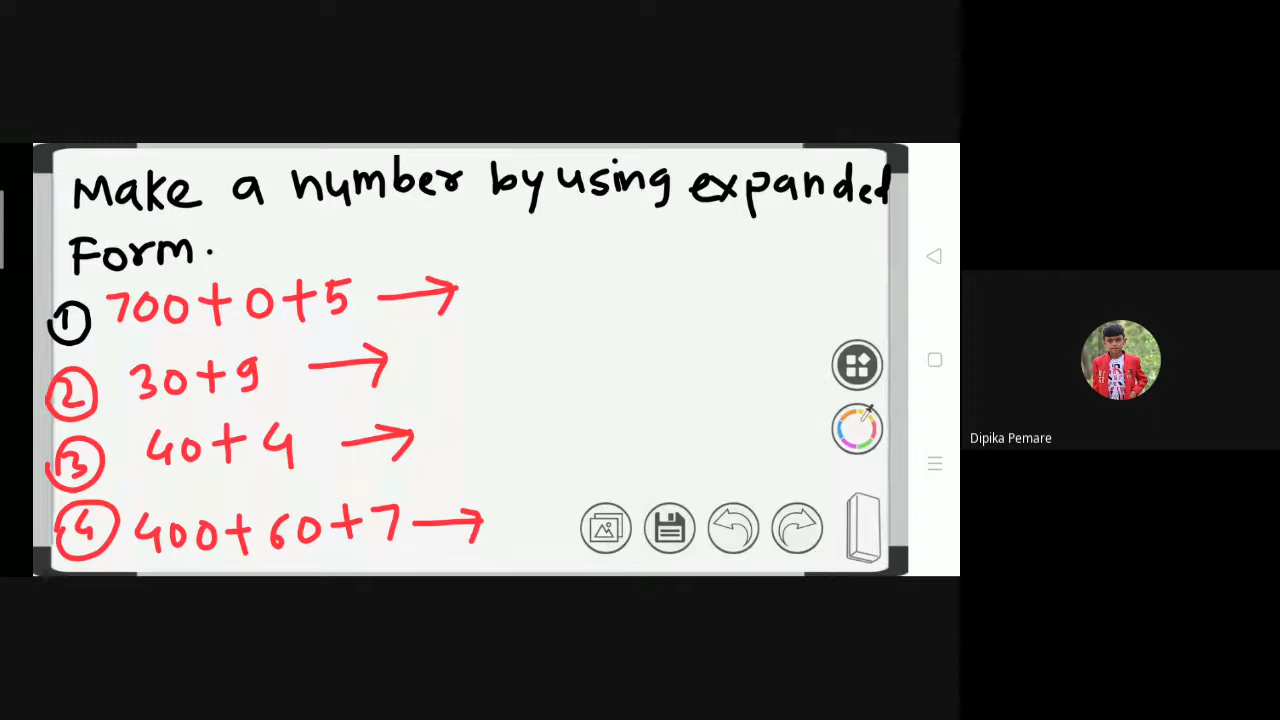 Make a number by using expanded
Form.
① 700+0+5 →
② 30+9 →
③ 40+4 →
④ 400+60+7 →
Dipika Pemare